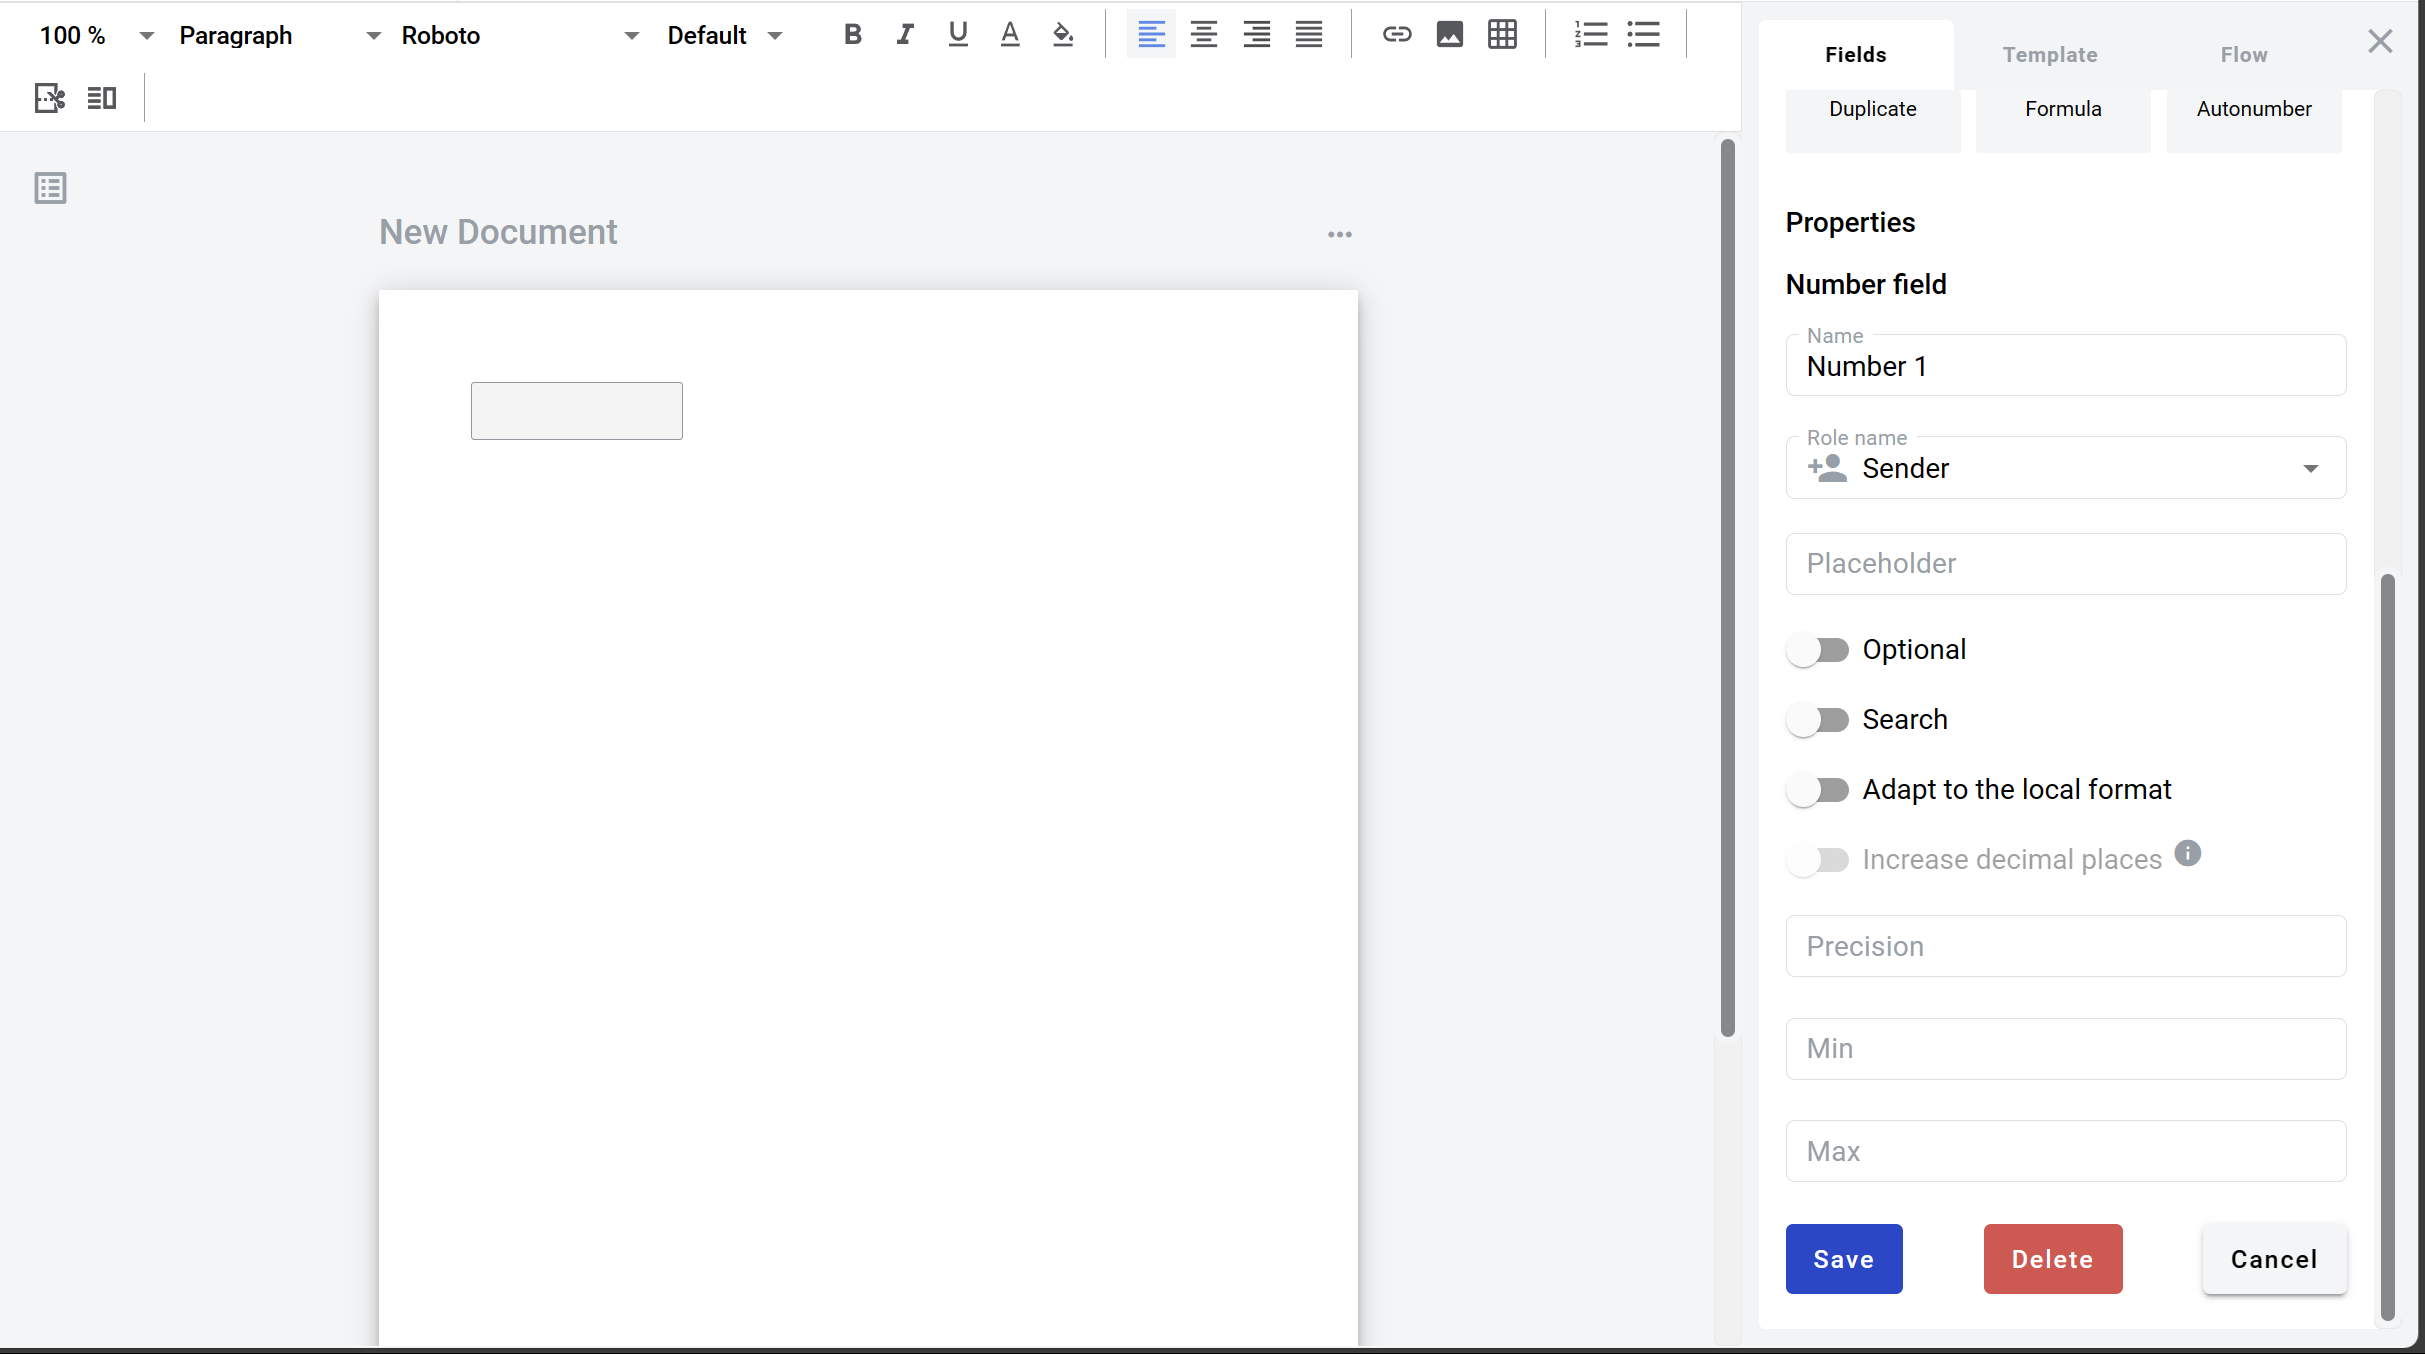 100 % Paragraph Roboto Default
New Document
Fields Template Flow
Duplicate Formula Autonumber
Properties
Number field
Name
Number 1
Role name
Sender
Placeholder
Optional
Search
Adapt to the local format
Increase decimal places
Precision
Min
Max
Save Delete Cancel